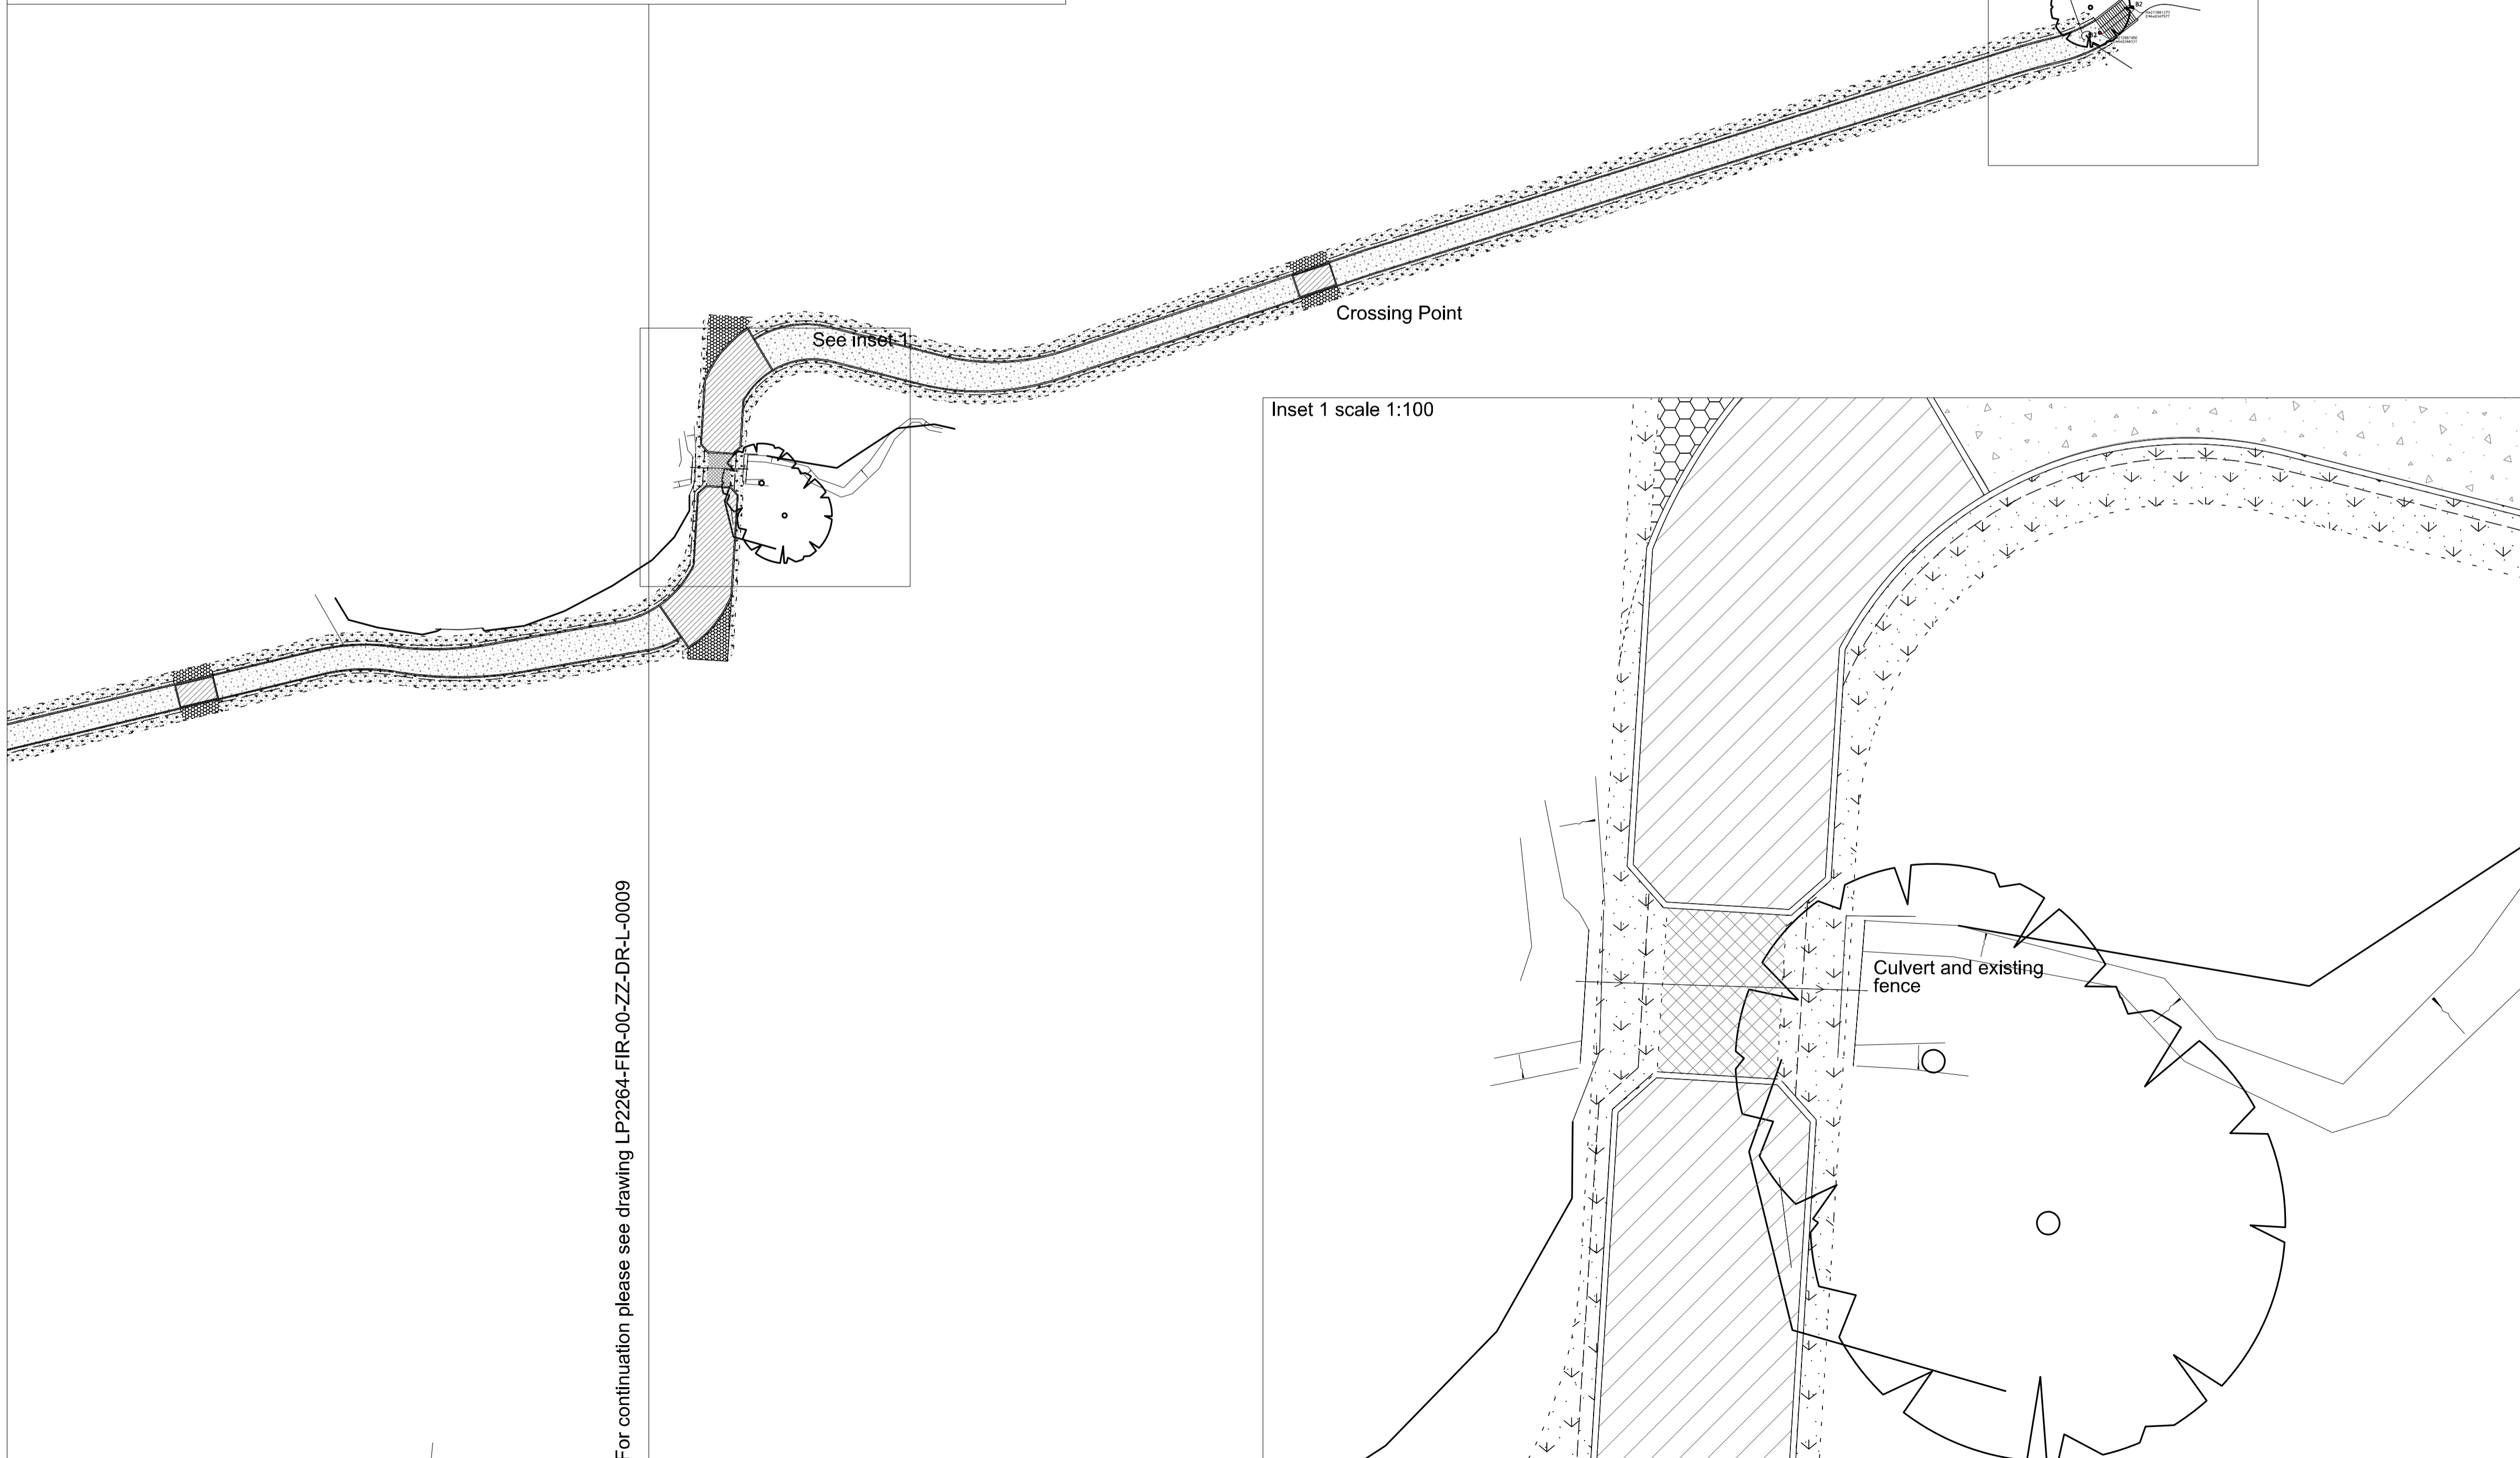 B2
Crossing Point
See inset 1
Inset 1 scale 1:100
Culvert and existing
fence
For continuation please see drawing LP2264-FIR-00-ZZ-DR-L-0009